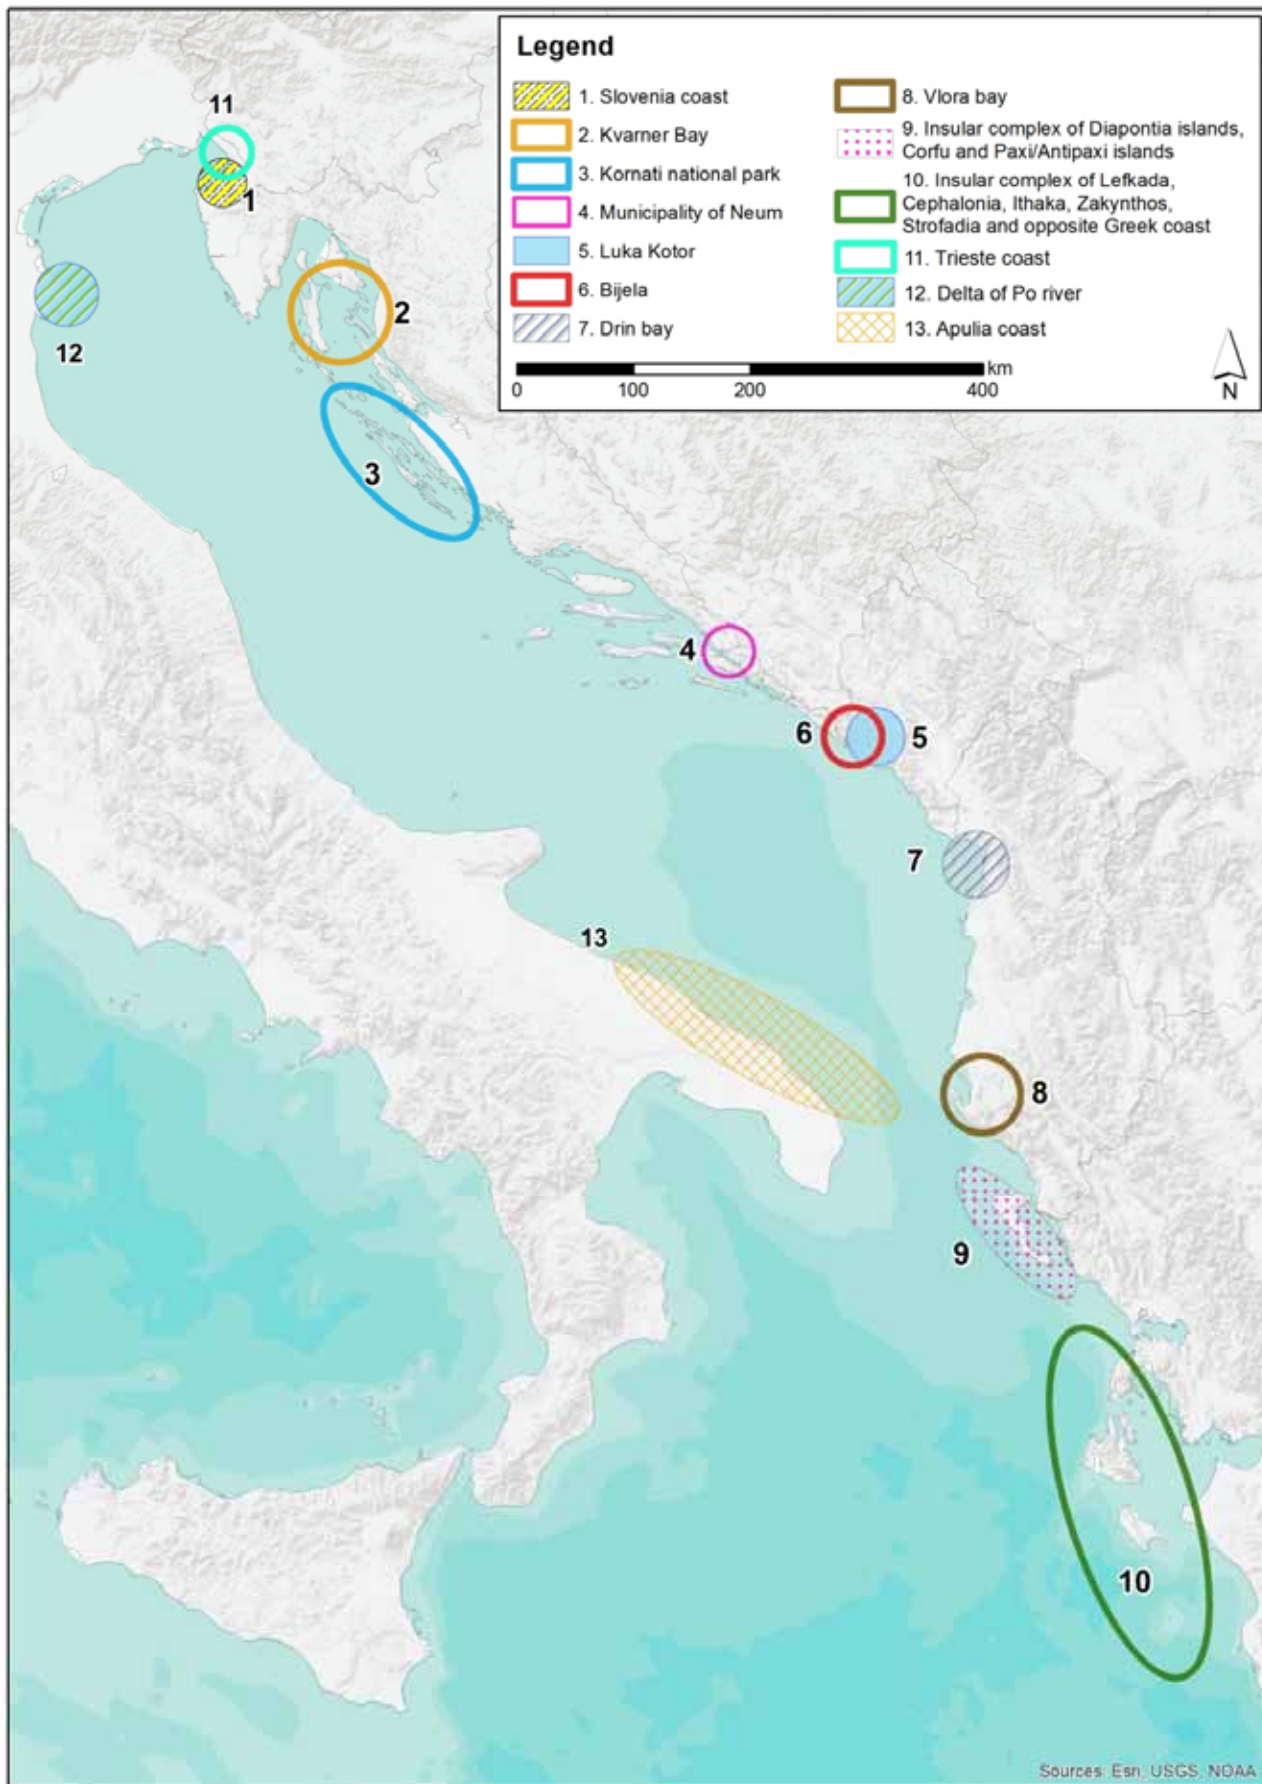 Legend
1. Slovenia coast
2. Kvarner Bay
3. Kornati national park
4. Municipality of Neum
5. Luka Kotor
6. Bijela
7. Drin bay
8. Vlora bay
9. Insular complex of Diapontia islands,
Corfu and Paxi/Antipaxi islands
10. Insular complex of Lefkada,
Cephalonia, Ithaka, Zakynthos,
Strofadia and opposite Greek coast
11. Trieste coast
12. Delta of Po river
13. Apulia coast
km
0 100 200 400
N
11
1
2
12
3
4
6
5
7
13
8
9
10
Sources: Esri, USGS, NOAA